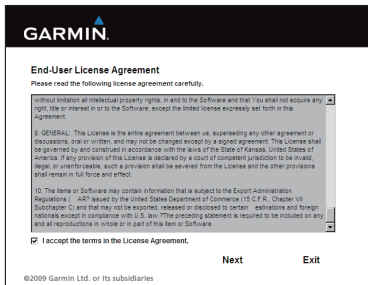 GARMIN.
End-User License Agreement
Please read the following license agreement carefully.
without limitation all intellectual property rights, in and to the Software and that You shall not acquire any
right, title or interest in or to the Software, except the limited license expressly set forth in this
Agreement.
9. GENERAL: This License is the entire agreement between us, superseding any other agreement or
discussions, oral or written, and may not be changed except by a signed agreement. This License shall
be governed by and construed in accordance with the laws of the State of Kansas, United States of
America. If any provision of this License is declared by a court of competent jurisdiction to be invalid,
illegal, or unenforceable, such a provision shall be severed from the License and the other provisions
shall remain in full force and effect.
10. The items or Software may contain information that is subject to the Export Administration
Regulations ( AR? issued by the United States Department of Commerce (15 C.F.R., Chapter VII
Subchapter C) and that may not be exported, released or disclosed to certain estinations and foreign
nationals except in compliance with U.S. law.?The preceding statement is required to be included on any
and all reproductions in whole or in part of this item or Software.
I accept the terms in the License Agreement.
Next Exit
©2009 Garmin Ltd. or its subsidiaries